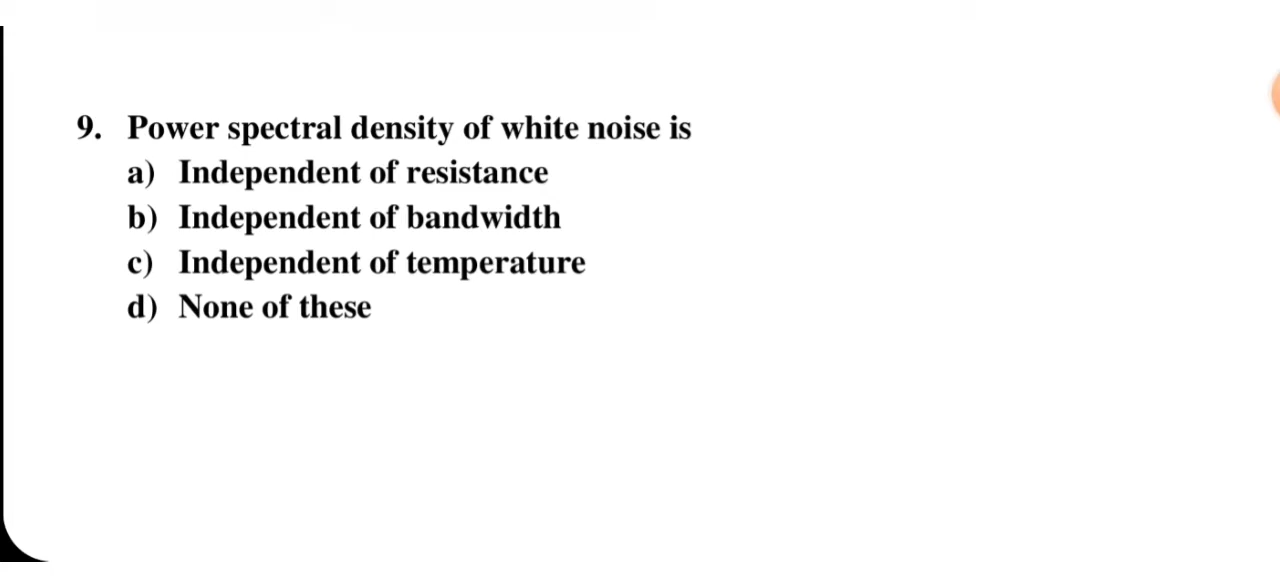 9. Power spectral density of white noise is
a) Independent of resistance
b) Independent of bandwidth
c) Independent of temperature
d) None of these